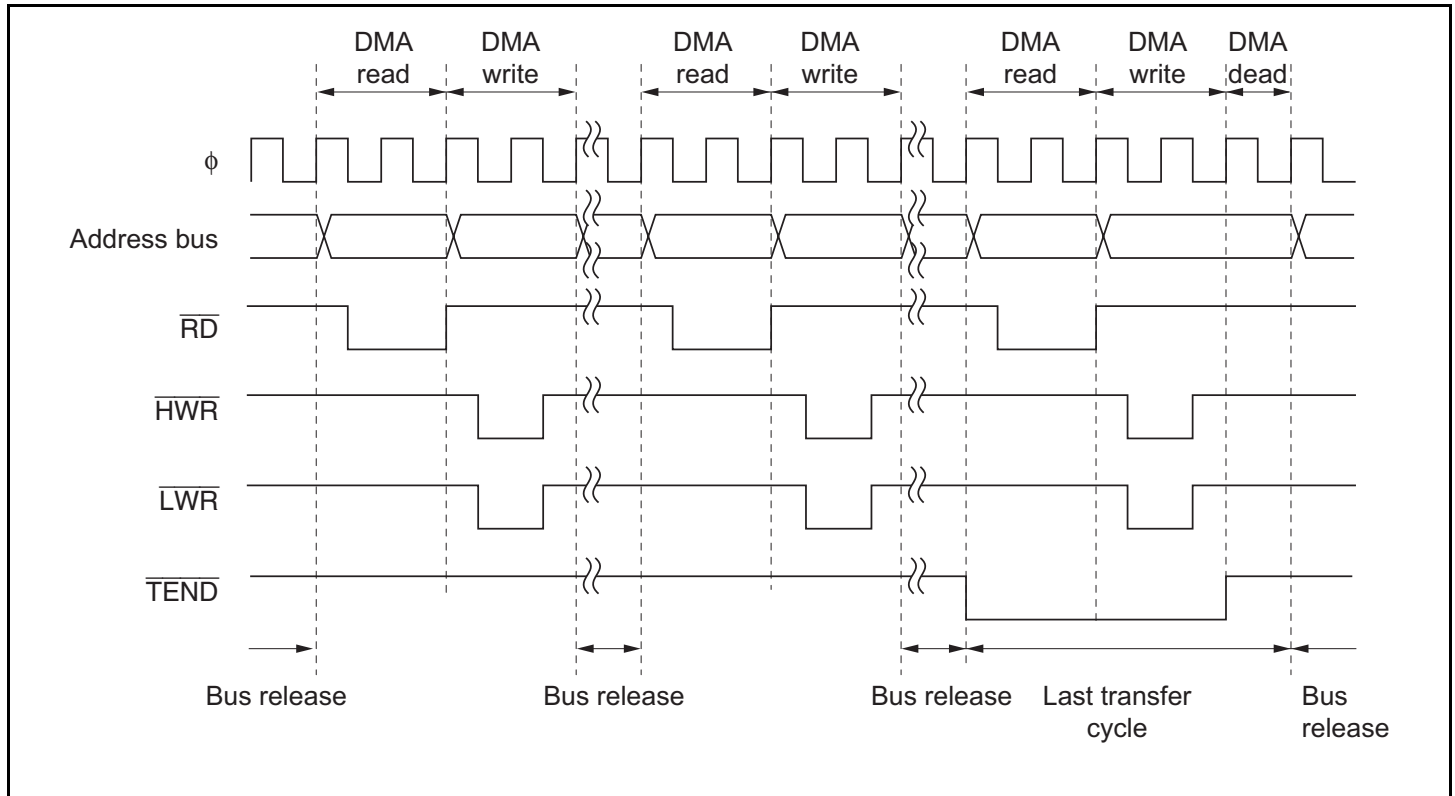 DMA read
DMA write
DMA read
DMA write
DMA read
DMA write
DMA dead
φ
Address bus
RD
HWR
LWR
TEND
Bus release
Bus release
Bus release
Last transfer cycle
Bus release